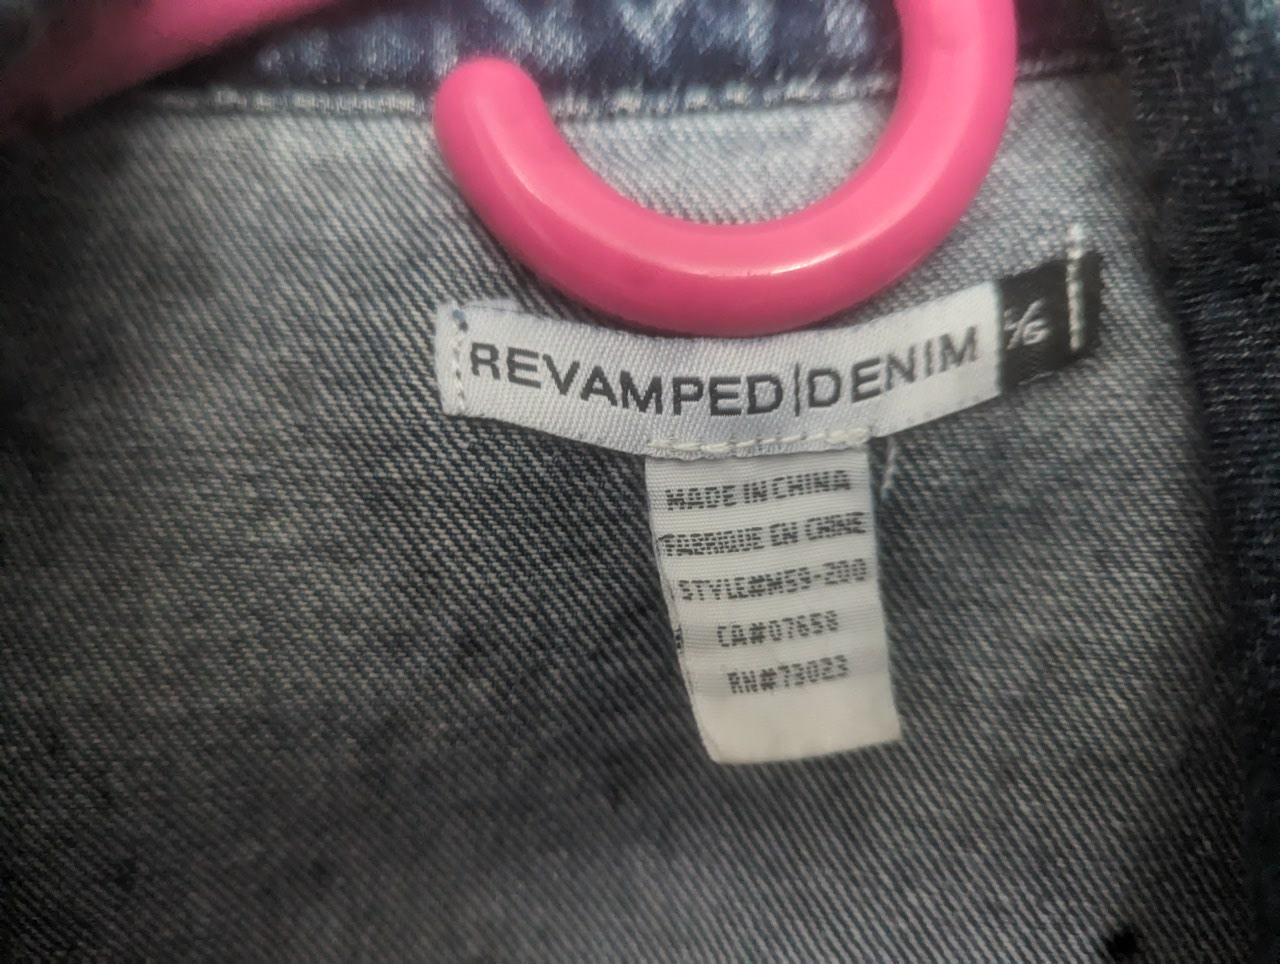 REVAMPED|DENIM
MADE IN CHINA
FABRIQUE EN CHINE
STYLE#M59-200
CA#07658
RN#73023